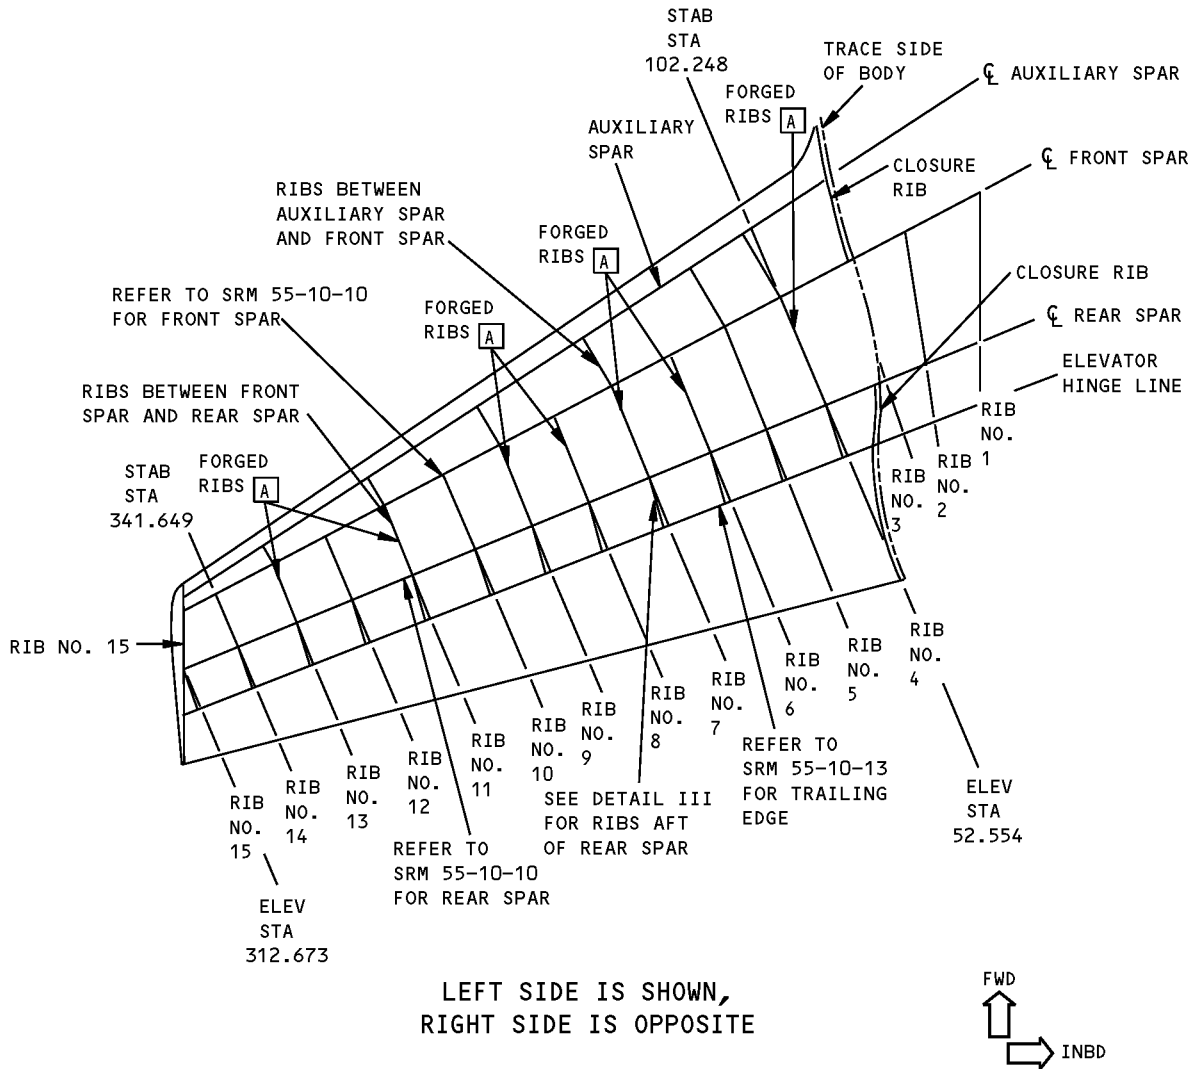 STAB
STA
102.248
TRACE SIDE
OF BODY
℄ AUXILIARY SPAR
FORGED
RIBS A
AUXILIARY
SPAR
℄ FRONT SPAR
CLOSURE
RIB
RIBS BETWEEN
AUXILIARY SPAR
AND FRONT SPAR
FORGED
RIBS A
CLOSURE RIB
REFER TO SRM 55-10-10
FOR FRONT SPAR
FORGED
RIBS A
℄ REAR SPAR
ELEVATOR
HINGE LINE
RIBS BETWEEN FRONT
SPAR AND REAR SPAR
RIB
NO.
1
RIB
NO.
2
RIB
NO.
3
STAB
STA
341.649
FORGED
RIBS A
RIB NO. 15
RIB
NO.
4
RIB
NO.
5
RIB
NO.
6
RIB
NO.
7
RIB
NO.
8
RIB
NO.
9
RIB
NO.
10
RIB
NO.
11
RIB
NO.
12
RIB
NO.
13
RIB
NO.
14
RIB
NO.
15
REFER TO
SRM 55-10-13
FOR TRAILING
EDGE
SEE DETAIL III
FOR RIBS AFT
OF REAR SPAR
ELEV
STA
52.554
REFER TO
SRM 55-10-10
FOR REAR SPAR
ELEV
STA
312.673
LEFT SIDE IS SHOWN,
RIGHT SIDE IS OPPOSITE
FWD
INBD